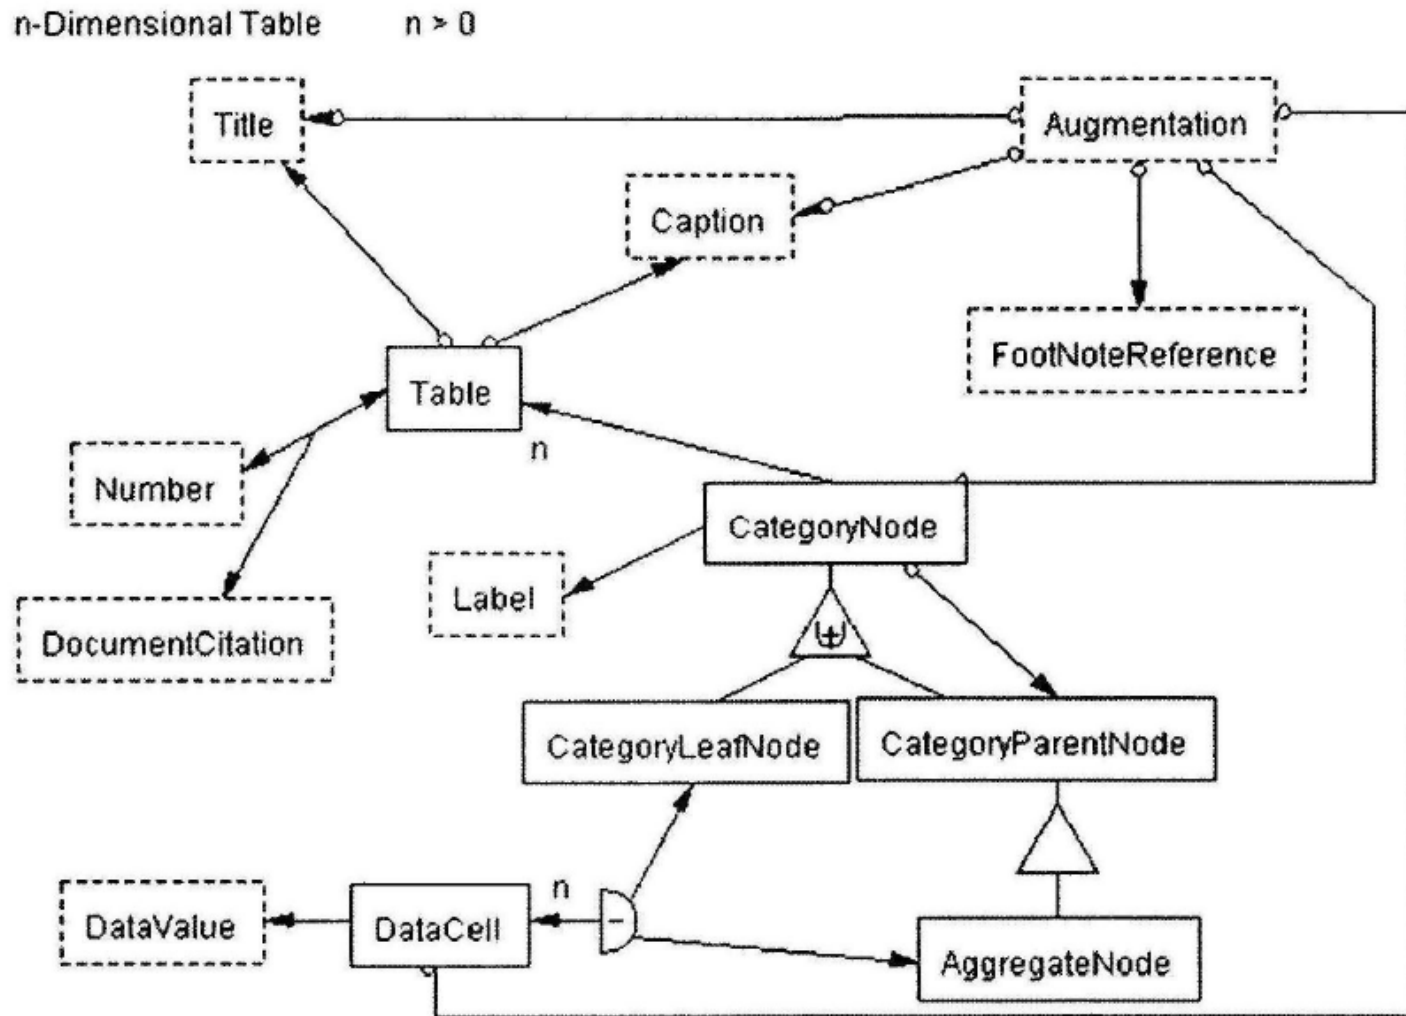 n-Dimensional Table n > 0
Title
Augmentation
Caption
FootNoteReference
Table
n
Number
CategoryNode
Label
DocumentCitation
CategoryLeafNode
CategoryParentNode
n
DataValue
DataCell
-
AggregateNode